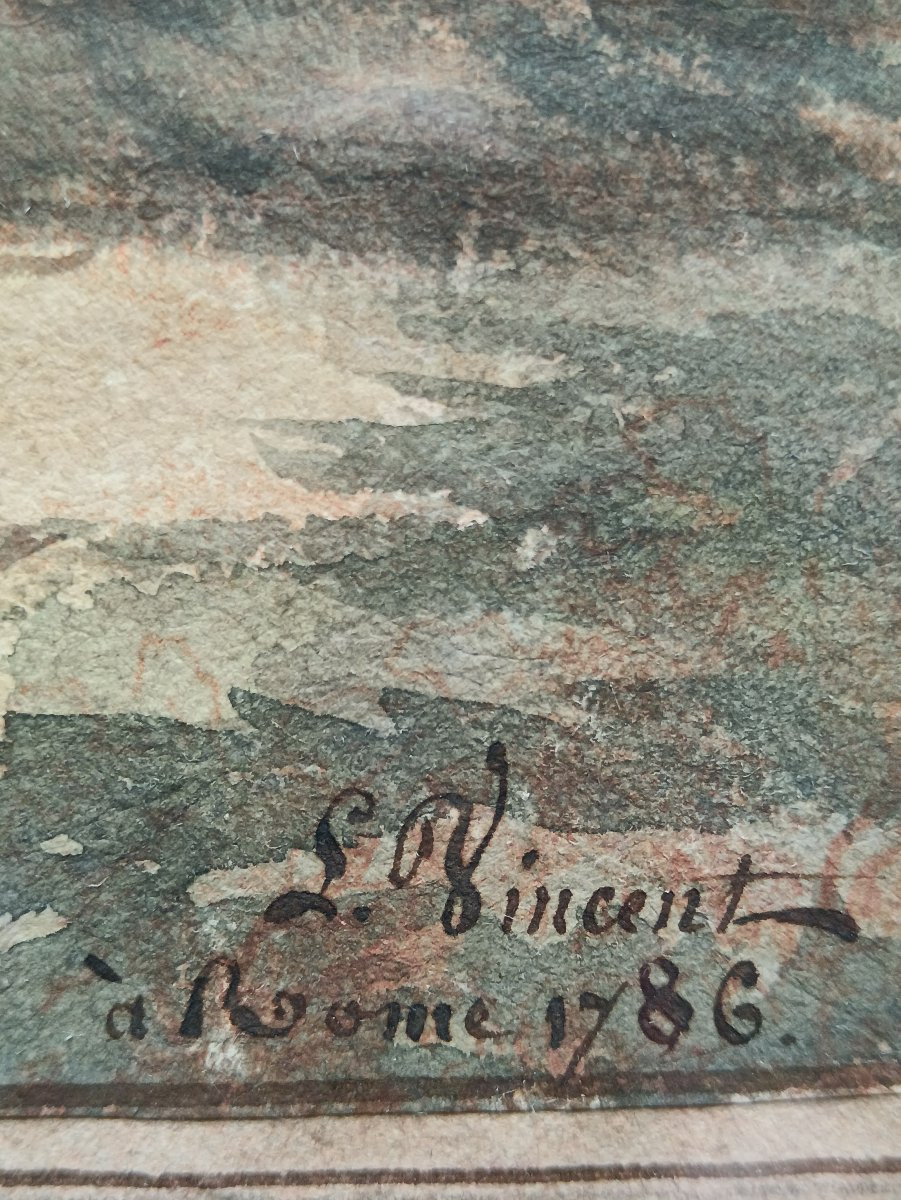 L. Vincent
à Rome 1786.